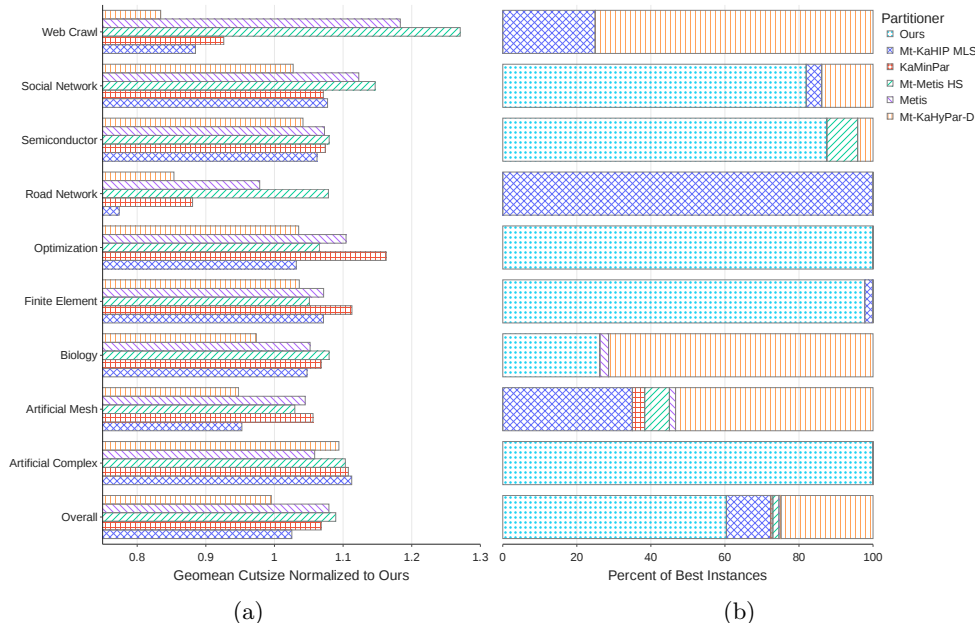 Web Crawl
Social Network
Semiconductor
Road Network
Optimization
Finite Element
Biology
Artificial Mesh
Artificial Complex
Overall
0.8 0.9 1 1.1 1.2 1.3
Geomean Cutsize Normalized to Ours
(a)
0 20 40 60 80 100
Percent of Best Instances
(b)
Partitioner
Ours
Mt-KaHIP MLS
KaMinPar
Mt-Metis HS
Metis
Mt-KaHyPar-D